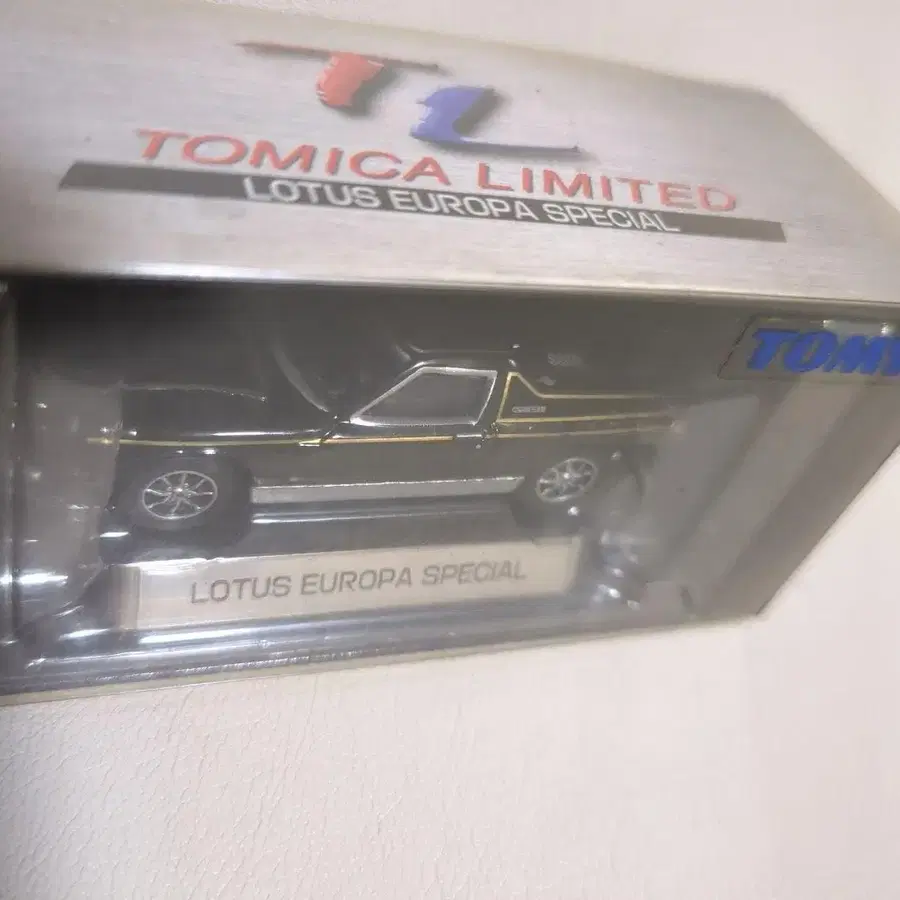 TL
TOMICA LIMITED
LOTUS EUROPA SPECIAL
TOMY
LOTUS EUROPA SPECIAL